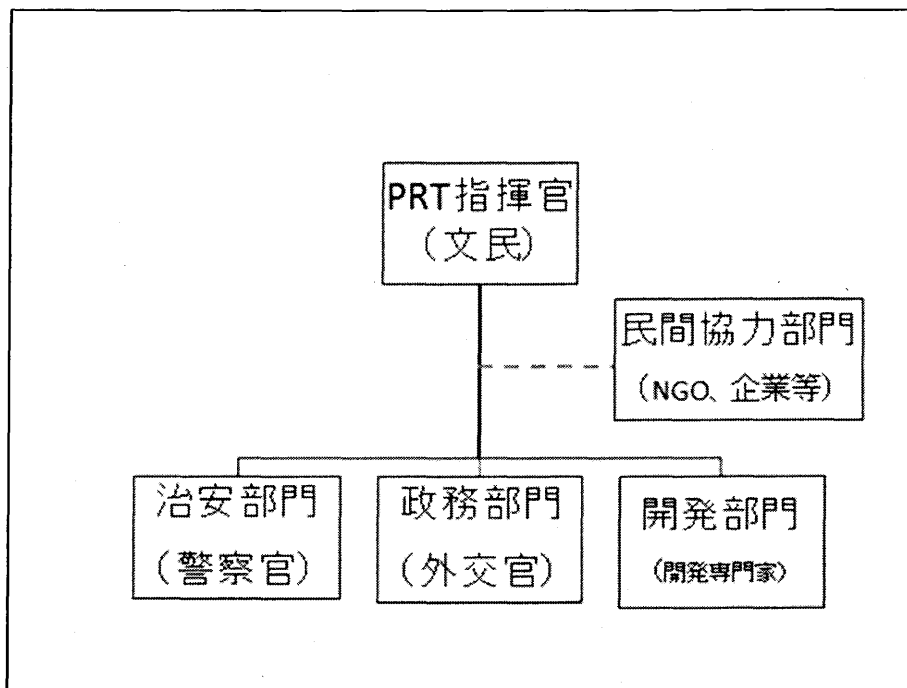 PRT指揮官
(文民)
民間協力部門
(NGO、企業等)
治安部門
(警察官)
政務部門
(外交官)
開発部門
(開発専門家)